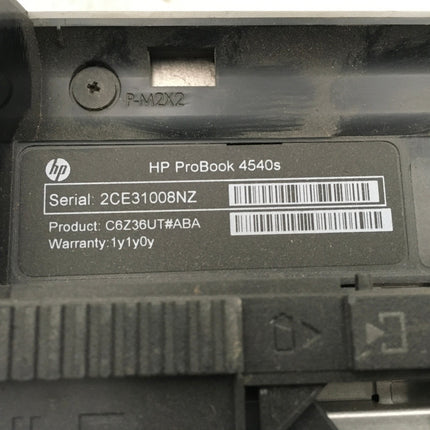 P-M2X2
hp
HP ProBook 4540s
Serial: 2CE31008NZ
Product: C6Z36UT#ABA
Warranty:1y1y0y